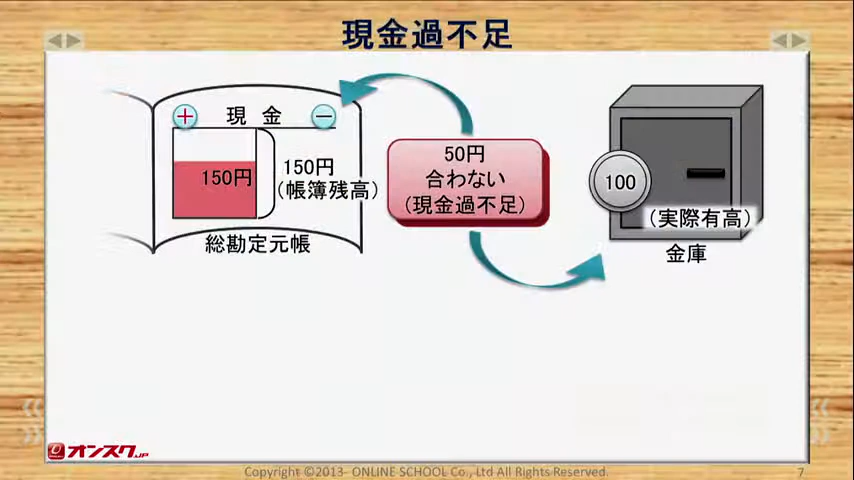 現金過不足
+ 現 金 −
150円
150円
(帳簿残高)
総勘定元帳
50円
合わない
(現金過不足)
100
(実際有高)
金庫
オンスク.JP
Copyright ©2013- ONLINE SCHOOL Co., Ltd All Rights Reserved.
7